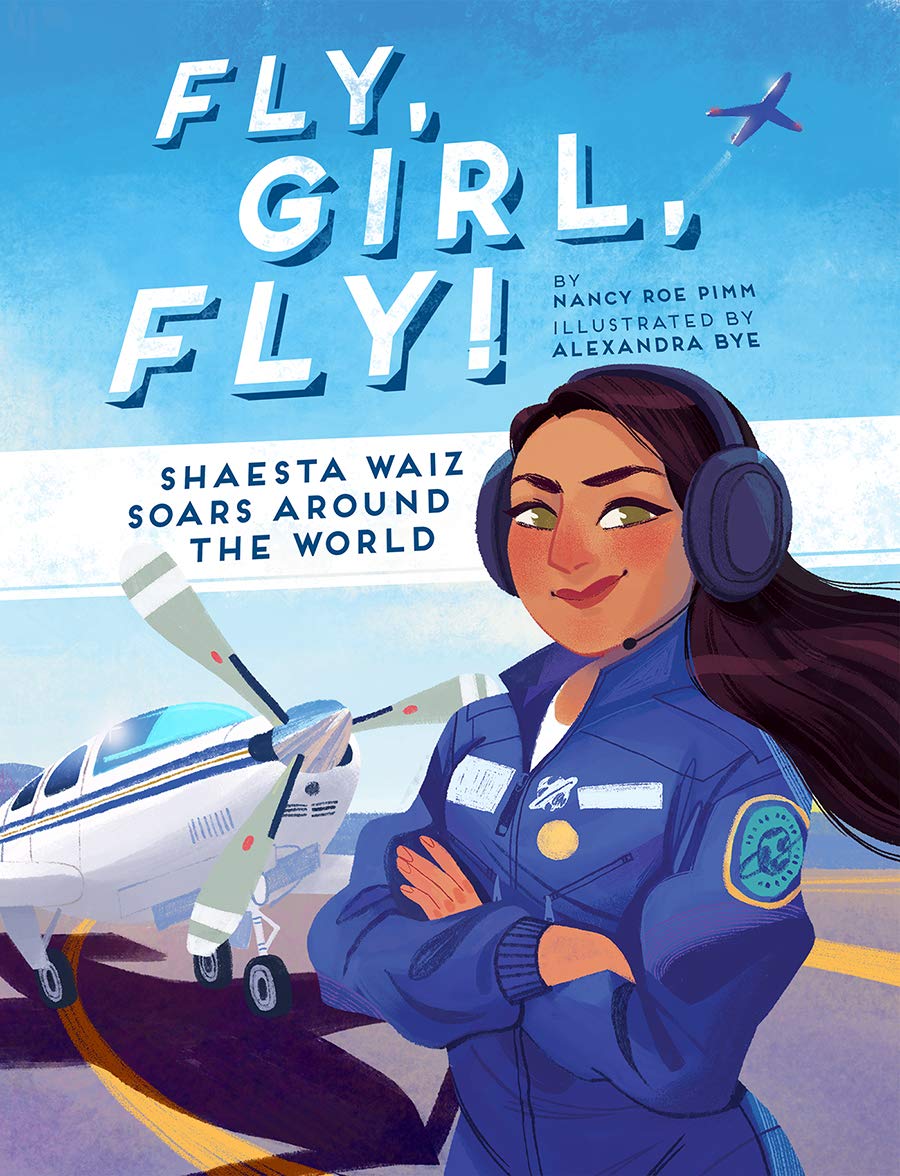 FLY,
GIRL,
FLY!
BY
NANCY ROE PIMM
ILLUSTRATED BY
ALEXANDRA BYE
SHAESTA WAIZ
SOARS AROUND
THE WORLD